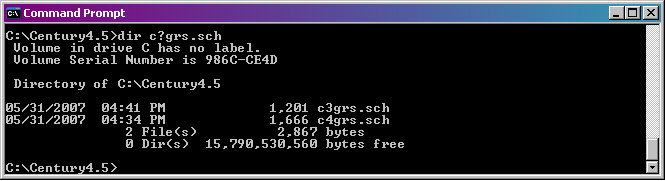 Command Prompt
C:\Century4.5>dir c?grs.sch
 Volume in drive C has no label.
 Volume Serial Number is 986C-CE4D

 Directory of C:\Century4.5

05/31/2007  04:41 PM             1,201 c3grs.sch
05/31/2007  04:34 PM             1,666 c4grs.sch
               2 File(s)          2,867 bytes
               0 Dir(s)  15,790,530,560 bytes free

C:\Century4.5>